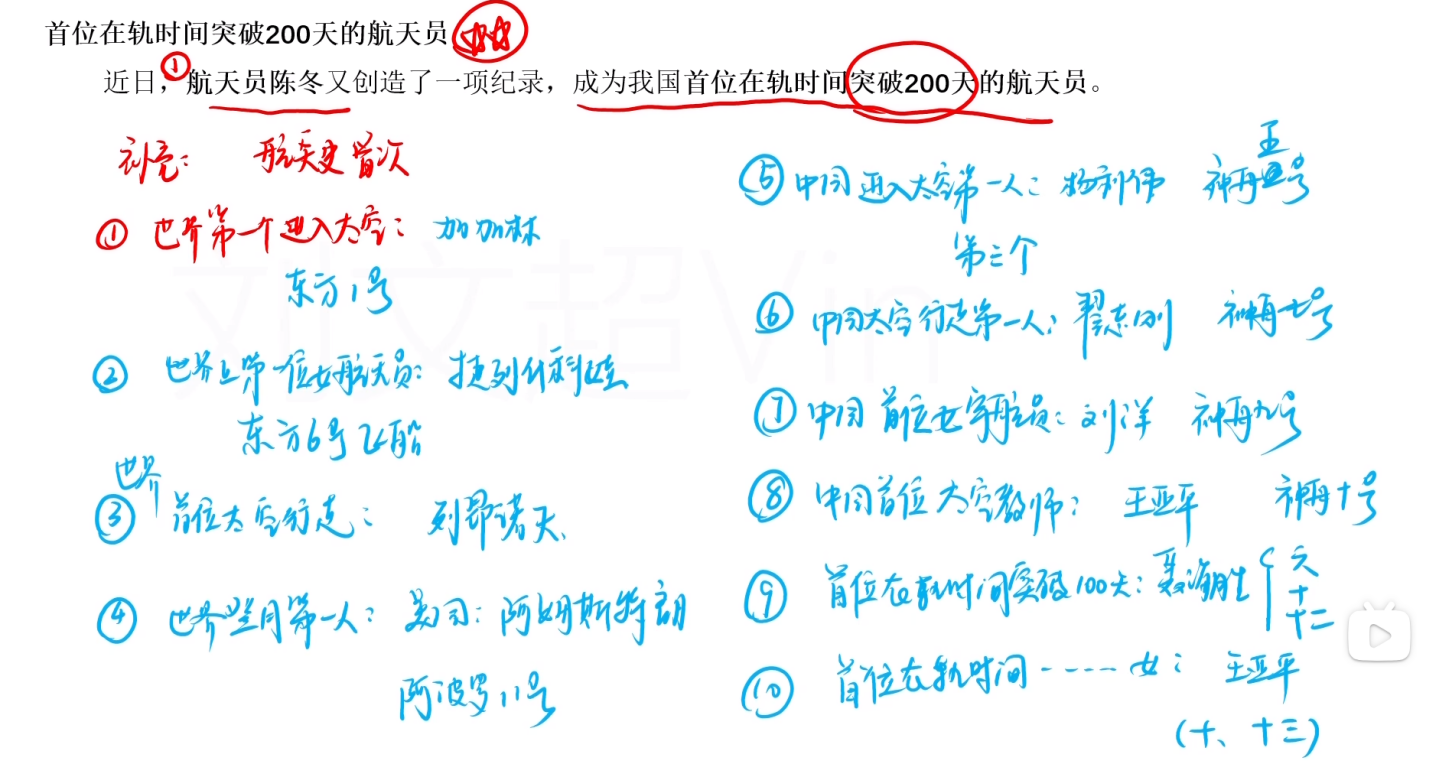 首位在轨时间突破200天的航天员
近日，①航天员陈冬又创造了一项纪录，成为我国首位在轨时间突破200天的航天员。
补充：航天史首次
① 世界第一个进入太空：加加林
东方1号
② 世界上第一位女航天员：捷列什科娃
东方6号飞船
世界
③ 首位太空行走：列昂诺夫
④ 世界登月第一人：美国：阿姆斯特朗
阿波罗11号
⑤ 中国进入太空第一人：杨利伟 神舟五号
第三个
⑥ 中国太空行走第一人：翟志刚 神舟七号
⑦ 中国首位女宇航员：刘洋 神舟九号
⑧ 中国首位太空教师：王亚平 神舟十号
⑨ 首位在轨时间突破100天：聂海胜 { 六
十
十二
⑩ 首位在轨时间-----女：王亚平
(十、十三)
刘文超Vin